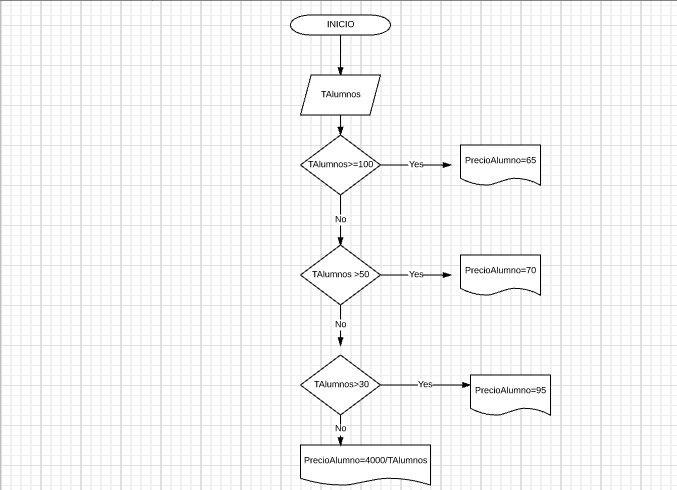 INICIO
TAlumnos
TAlumnos>=100
Yes
PrecioAlumno=65
No
TAlumnos >50
Yes
PrecioAlumno=70
No
TAlumnos>30
Yes
PrecioAlumno=95
No
PrecioAlumno=4000/TAlumnos